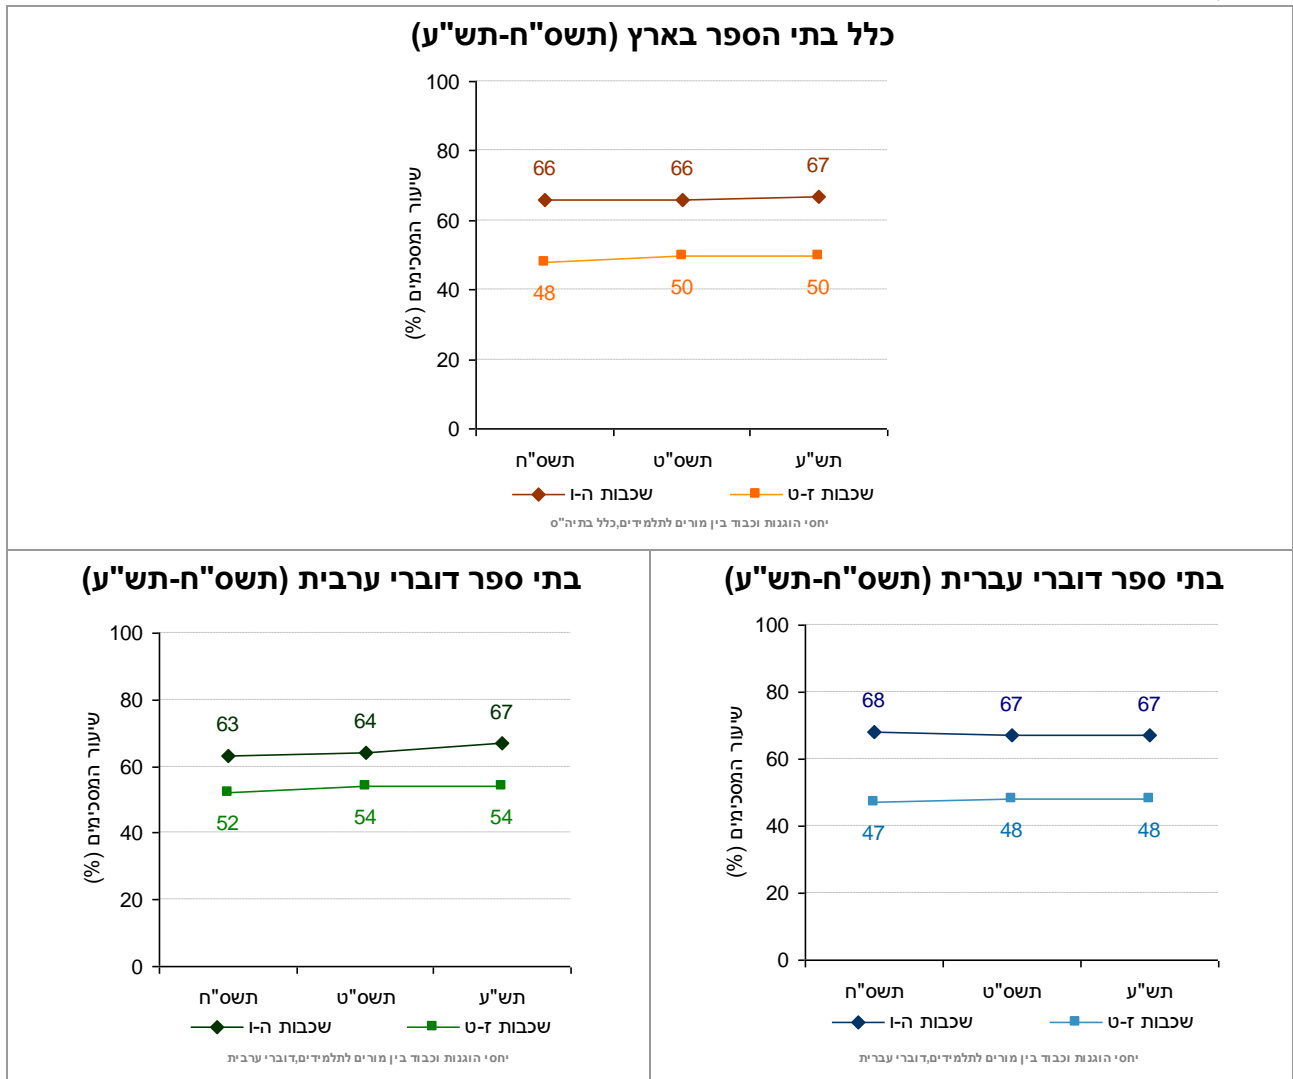 כלל בתי הספר בארץ (תשס"ח-תש"ע)
שיעור המסכימים (%)
100
80
60
40
20
0
66
66
67
48
50
50
תשס"ח
תשס"ט
תש"ע
שכבות ה-ו
שכבות ז-ט
יחסי הוגנות וכבוד בין מורים לתלמידים,כלל בתיה"ס
בתי ספר דוברי עברית (תשס"ח-תש"ע)
שיעור המסכימים (%)
100
80
60
40
20
0
68
67
67
47
48
48
תשס"ח
תשס"ט
תש"ע
שכבות ה-ו
שכבות ז-ט
יחסי הוגנות וכבוד בין מורים לתלמידים,דוברי עברית
בתי ספר דוברי ערבית (תשס"ח-תש"ע)
שיעור המסכימים (%)
100
80
60
40
20
0
63
64
67
52
54
54
תשס"ח
תשס"ט
תש"ע
שכבות ה-ו
שכבות ז-ט
יחסי הוגנות וכבוד בין מורים לתלמידים,דוברי ערבית